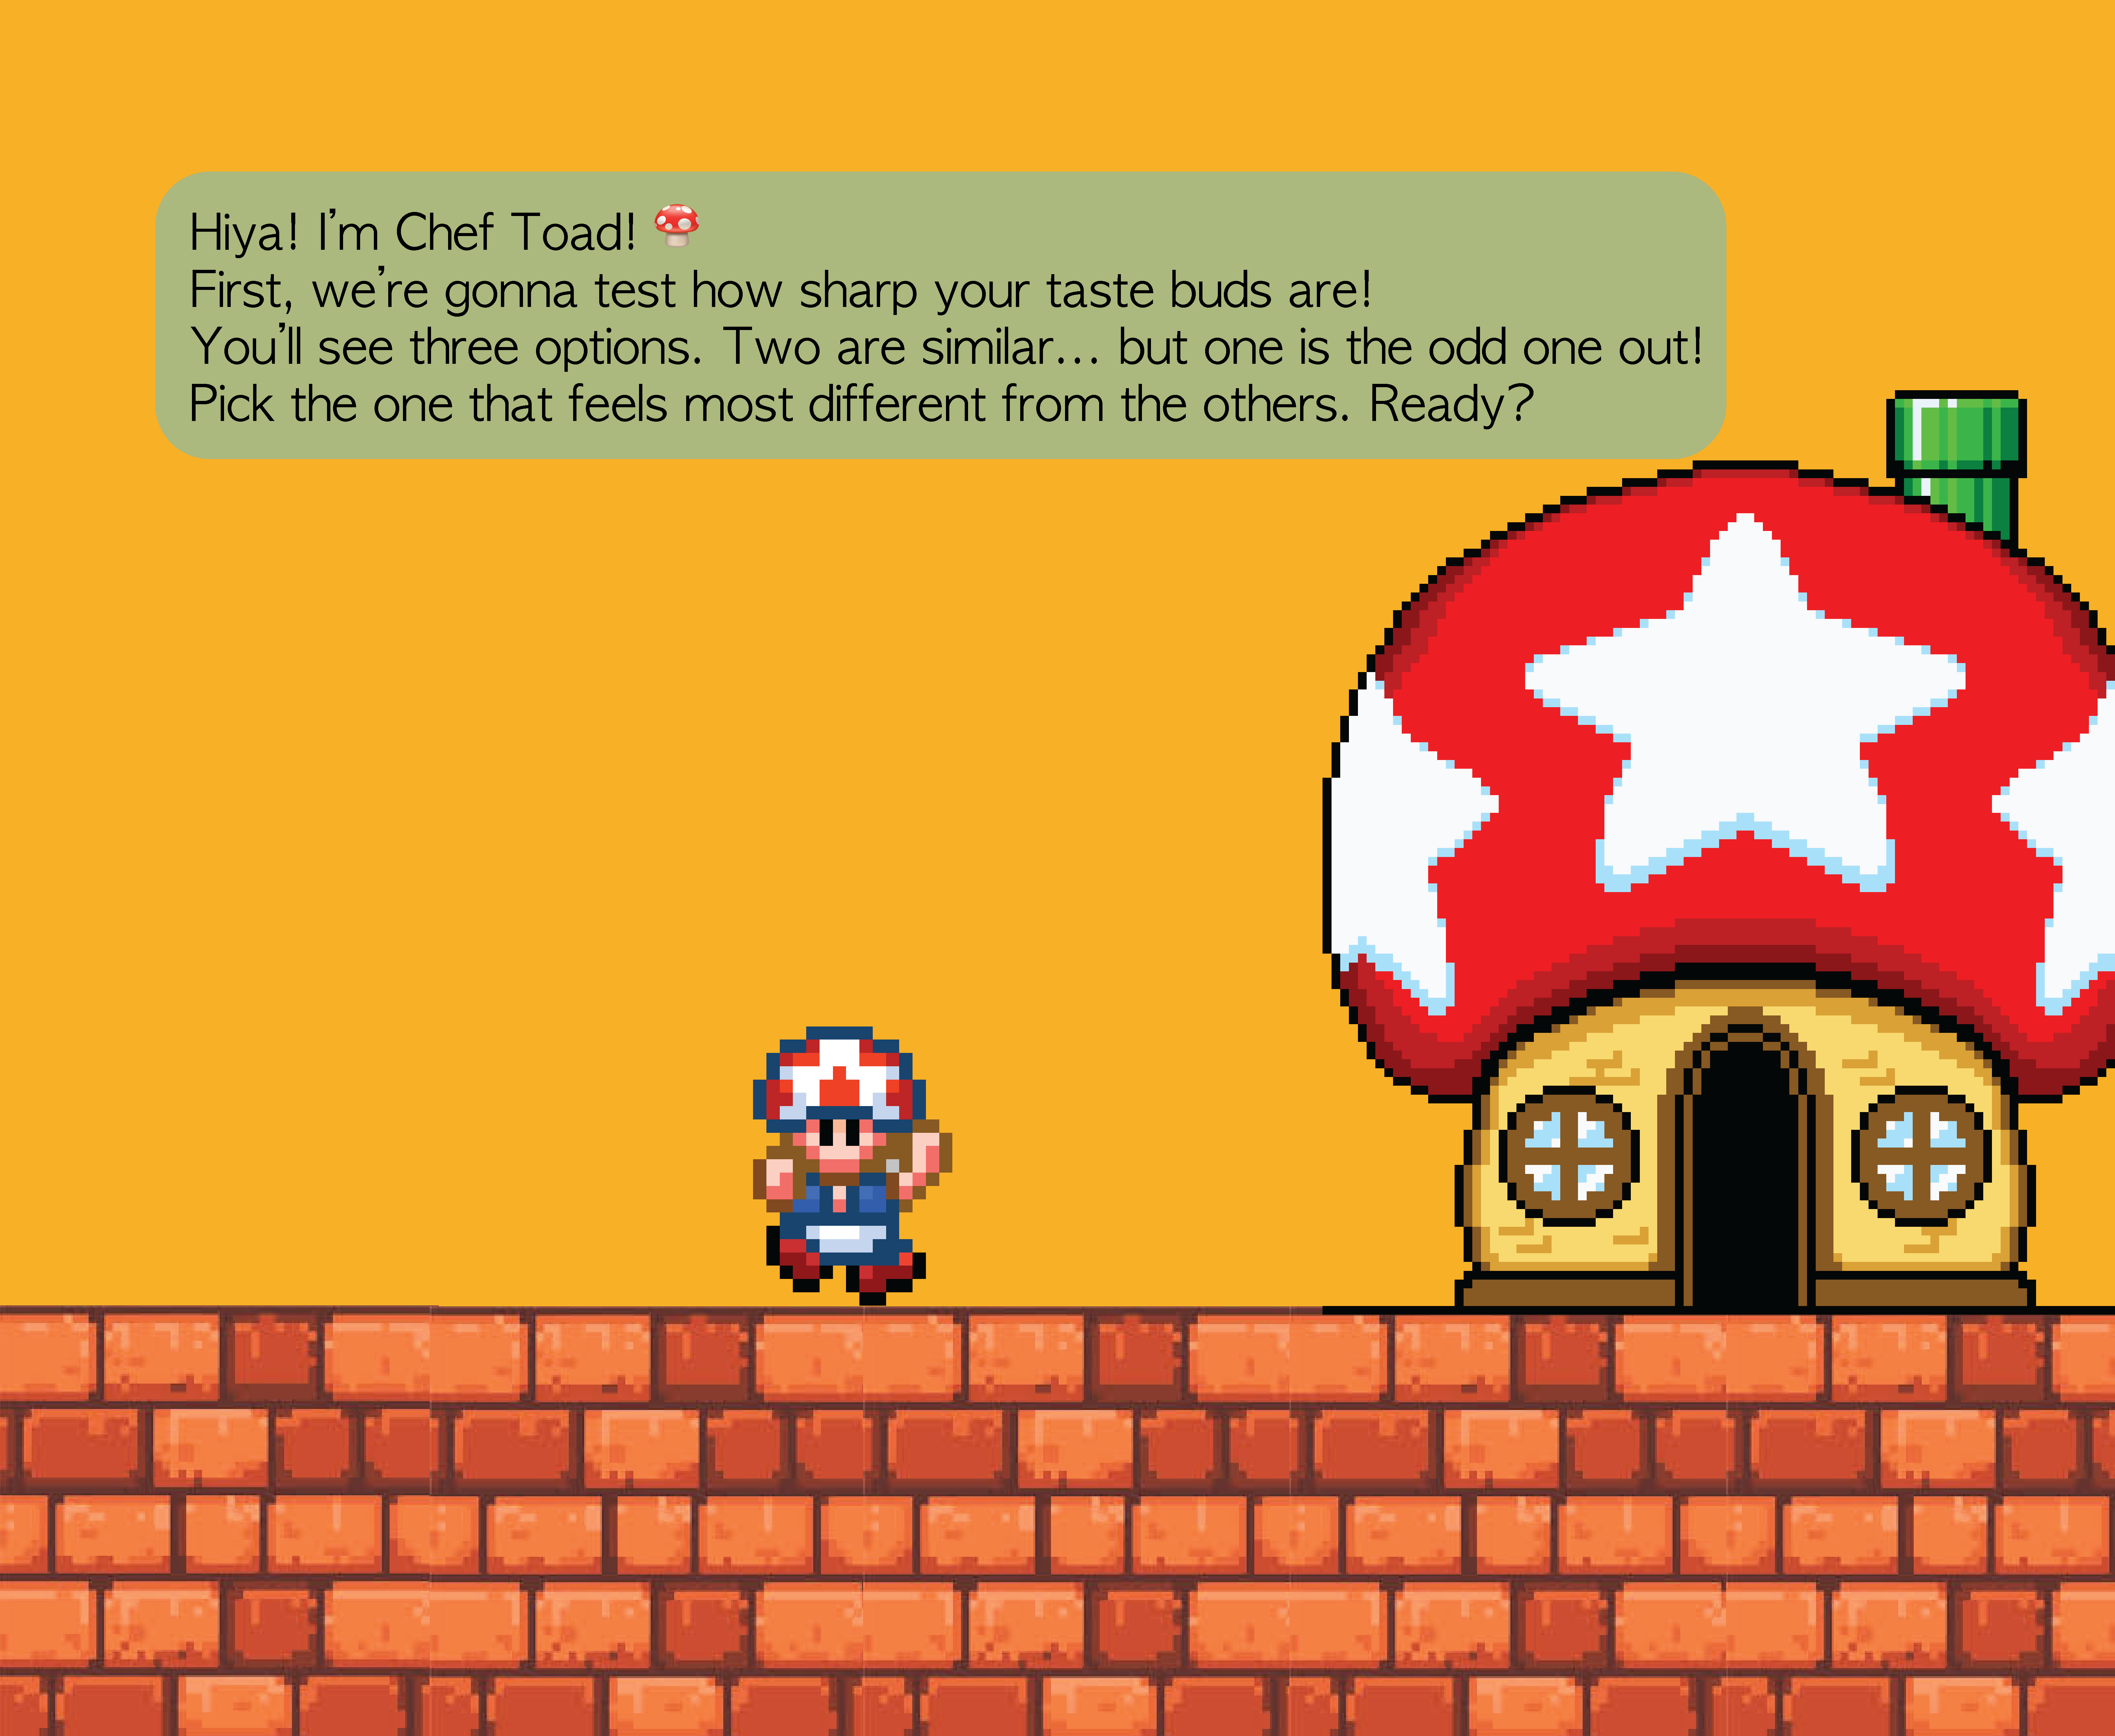 Hiya! I'm Chef Toad! 🍄
First, we're gonna test how sharp your taste buds are!
You'll see three options. Two are similar... but one is the odd one out!
Pick the one that feels most different from the others. Ready?